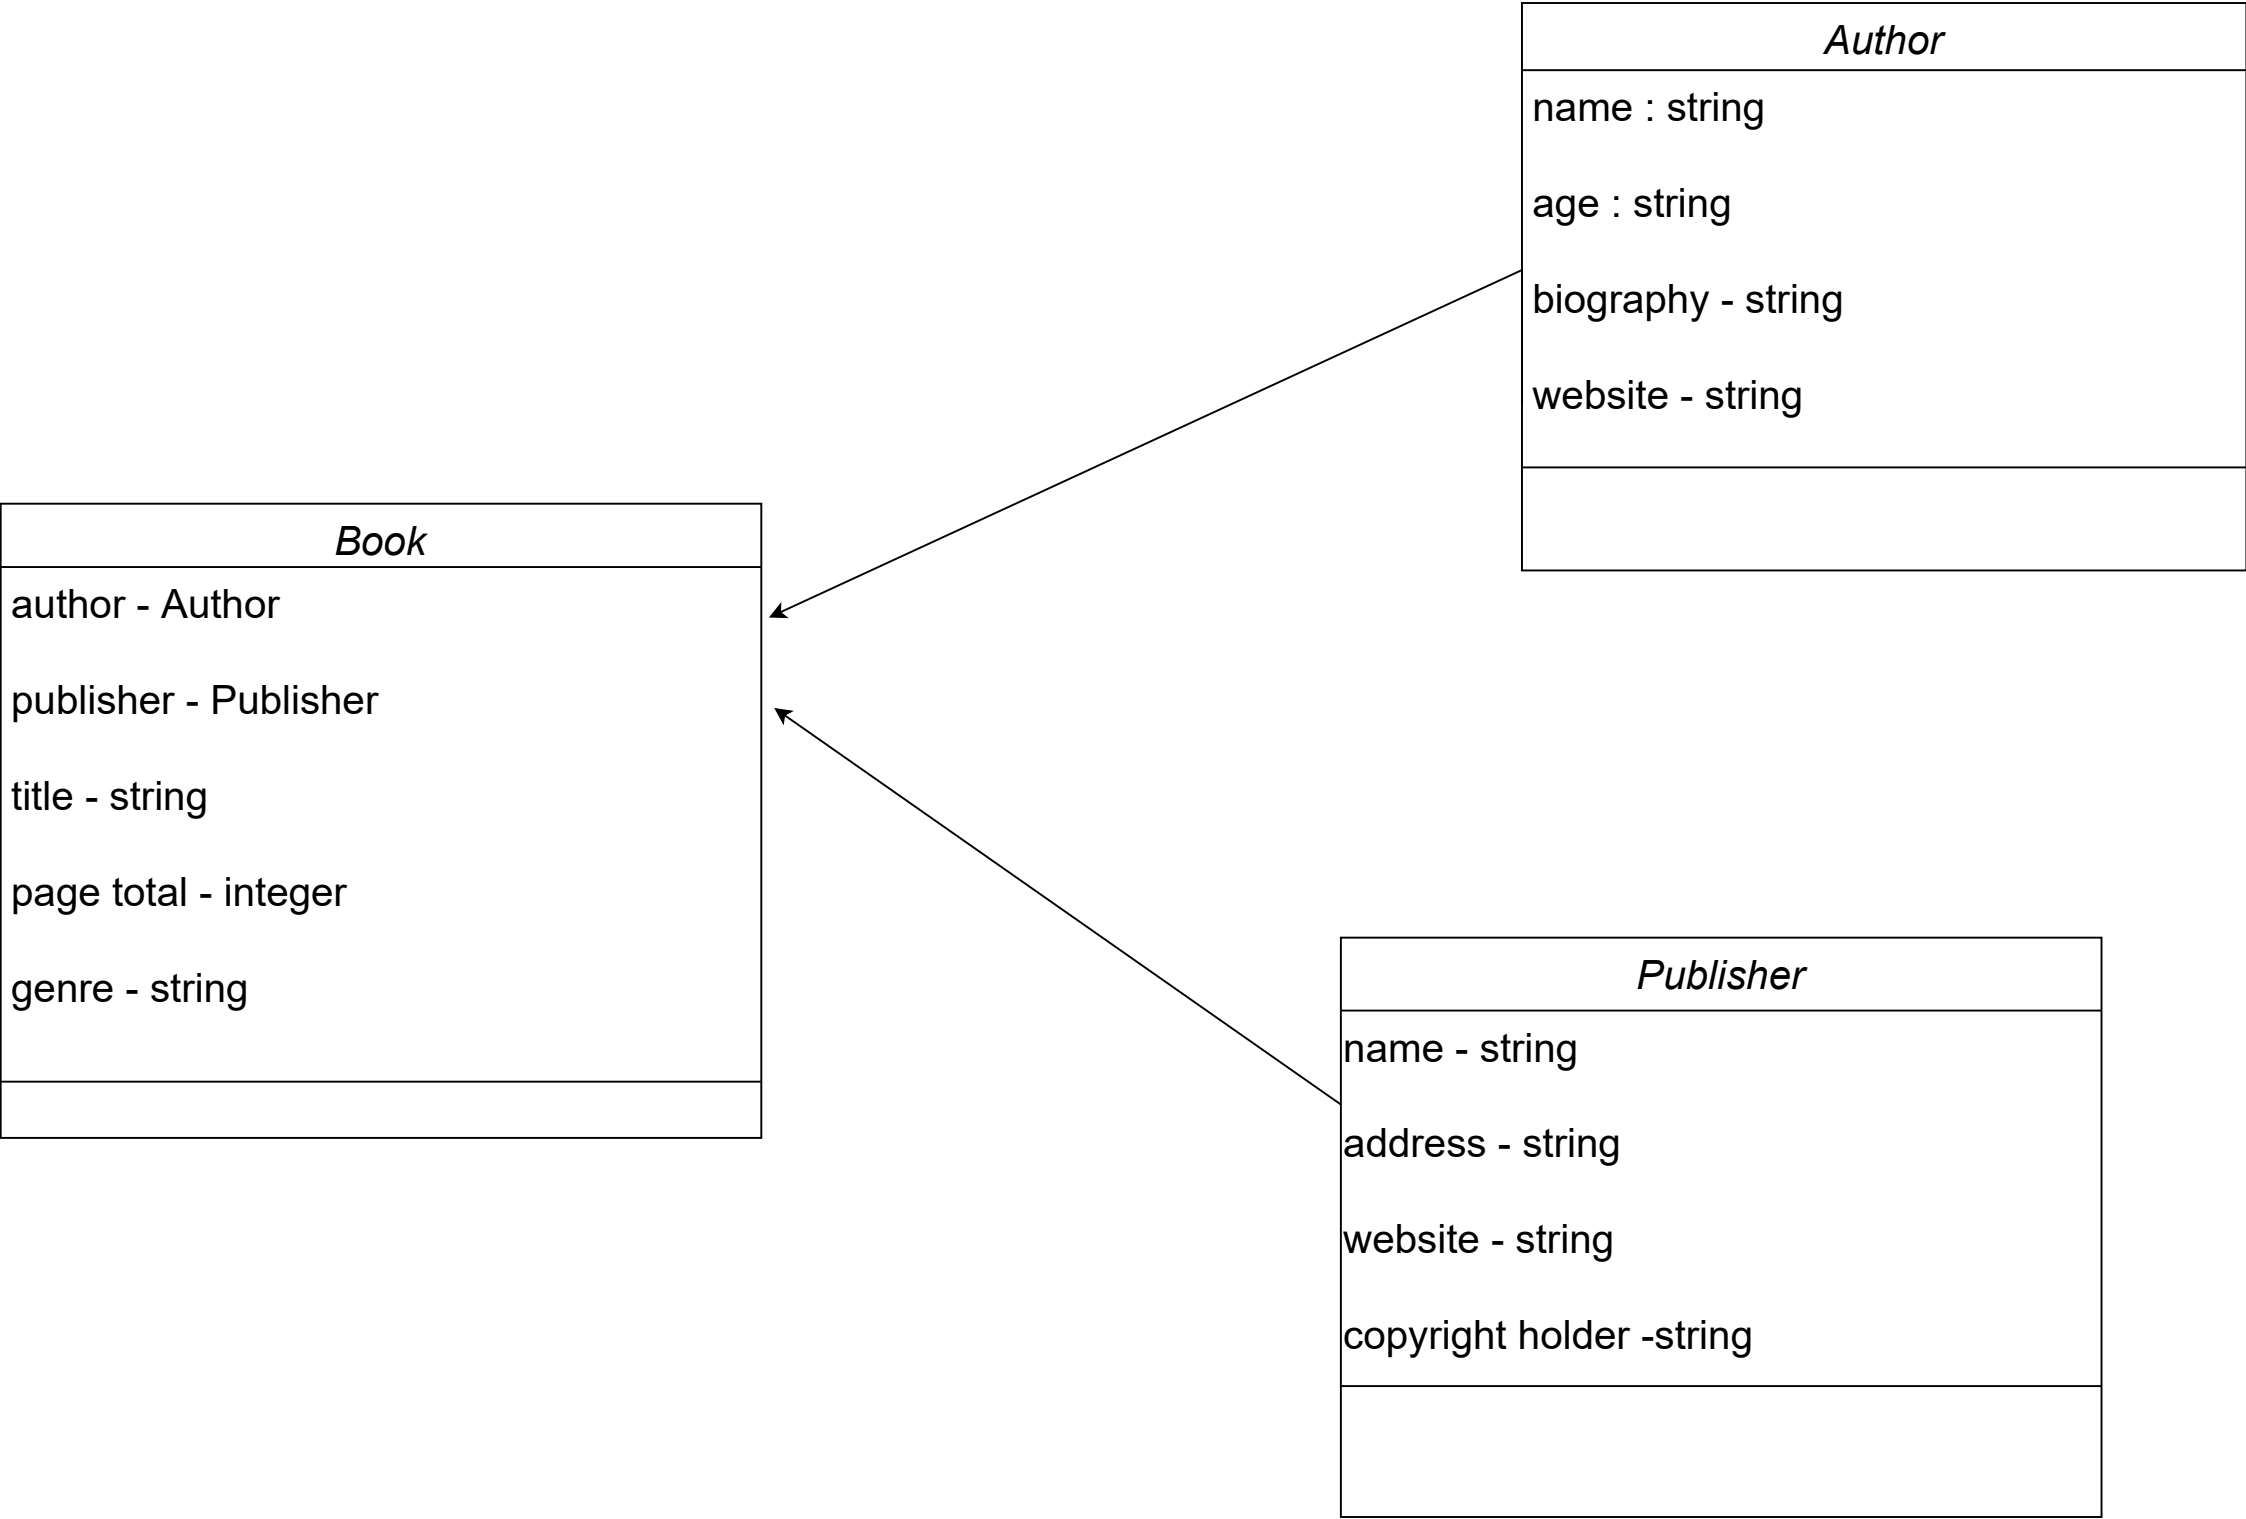 Author
name : string
age : string
biography - string
website - string
Book
author - Author
publisher - Publisher
title - string
page total - integer
genre - string
Publisher
name - string
address - string
website - string
copyright holder -string